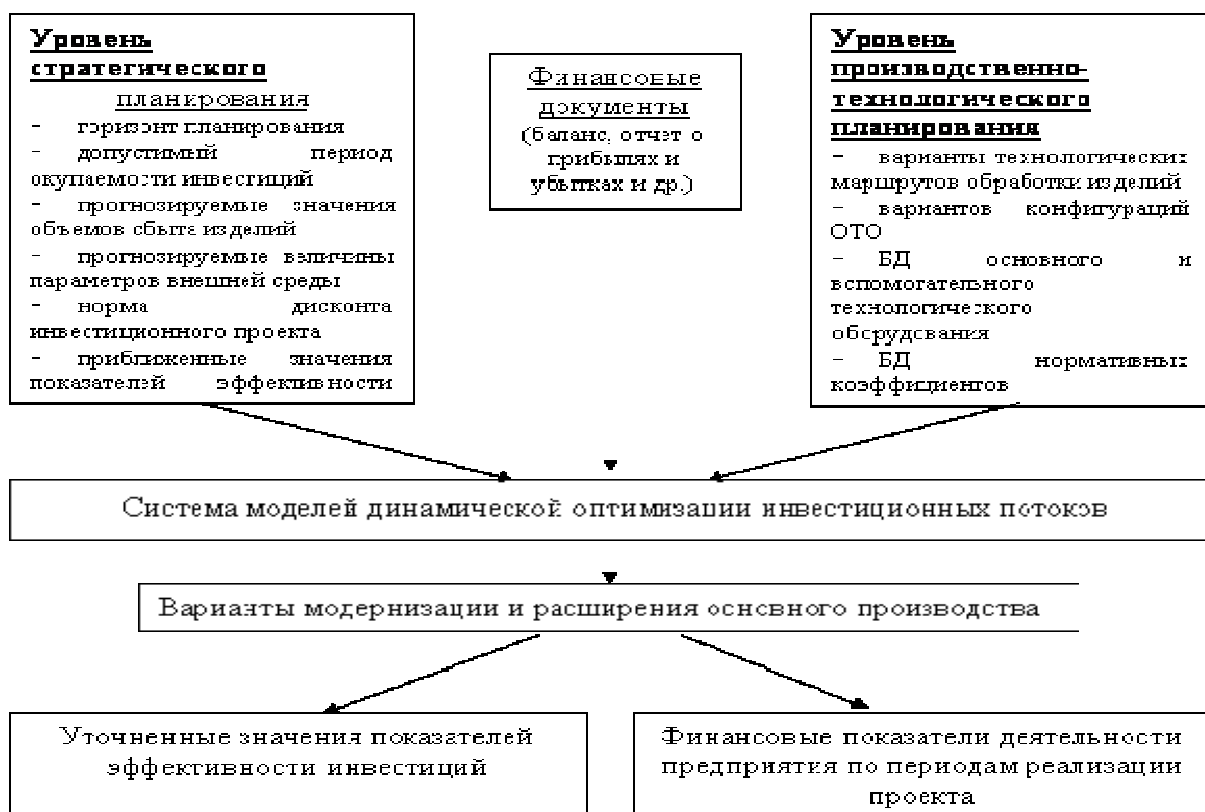 Уровень
стратегического
планирования
– горизонт планирования
– допустимый период
окупаемости инвестиций
– прогнозируемые значения
объемов сбыта изделий
– прогнозируемые величины
параметров внешней среды
– норма дисконта
инвестиционного проекта
– приближенные значения
показателей эффективности
Финансовые
документы
(баланс, отчет о
прибылях и
убытках и др.)
Уровень
производственно-
технологического
планирования
– варианты технологических
маршрутов обработки изделий
– вариантов конфигураций
ОТО
– БД основного и
вспомогательного
технологического
оборудования
– БД нормативных
коэффициентов
Система моделей динамической оптимизации инвестиционных потоков
Варианты модернизации и расширения основного производства
Уточненные значения показателей
эффективности инвестиций
Финансовые показатели деятельности
предприятия по периодам реализации
проекта